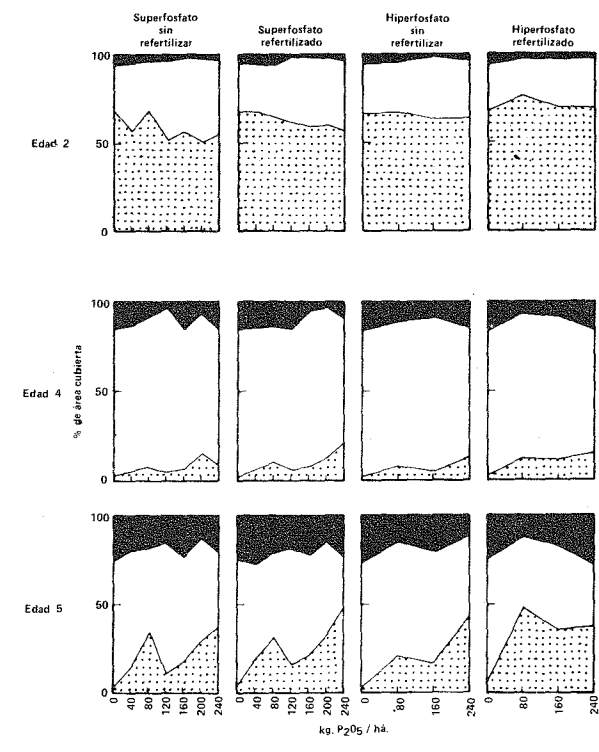 Superfosfato
sin
refertilizar
Superfosfato
refertilizado
Hiperfosfato
sin
refertilizar
Hiperfosfato
refertilizado
Edad 2
100
50
0
Edad 4
% de área cubierta
100
50
0
Edad 5
100
50
0
0 40 80 120 160 200 240
0 40 80 120 160 200 240
0 80 160 240
0 80 160 240
kg. P2O5 / há.